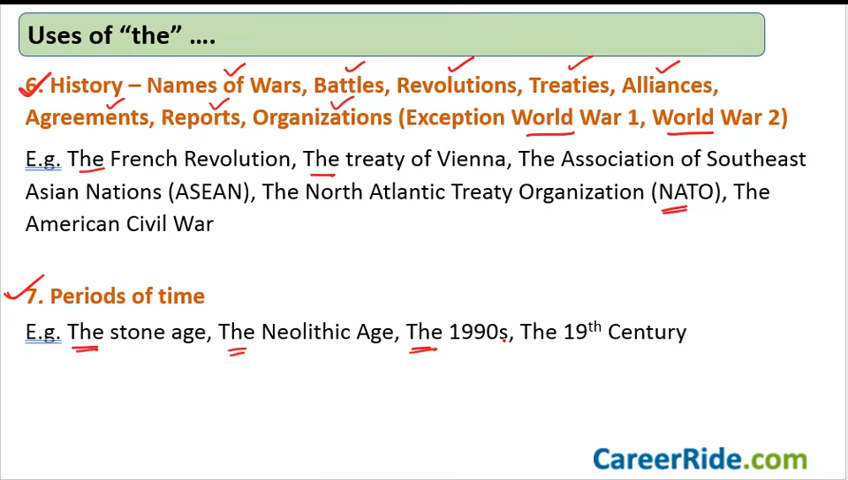 Uses of “the” ....
6. History – Names of Wars, Battles, Revolutions, Treaties, Alliances,
Agreements, Reports, Organizations (Exception World War 1, World War 2)
E.g. The French Revolution, The treaty of Vienna, The Association of Southeast
Asian Nations (ASEAN), The North Atlantic Treaty Organization (NATO), The
American Civil War
7. Periods of time
E.g. The stone age, The Neolithic Age, The 1990s, The 19th Century
CareerRide.com